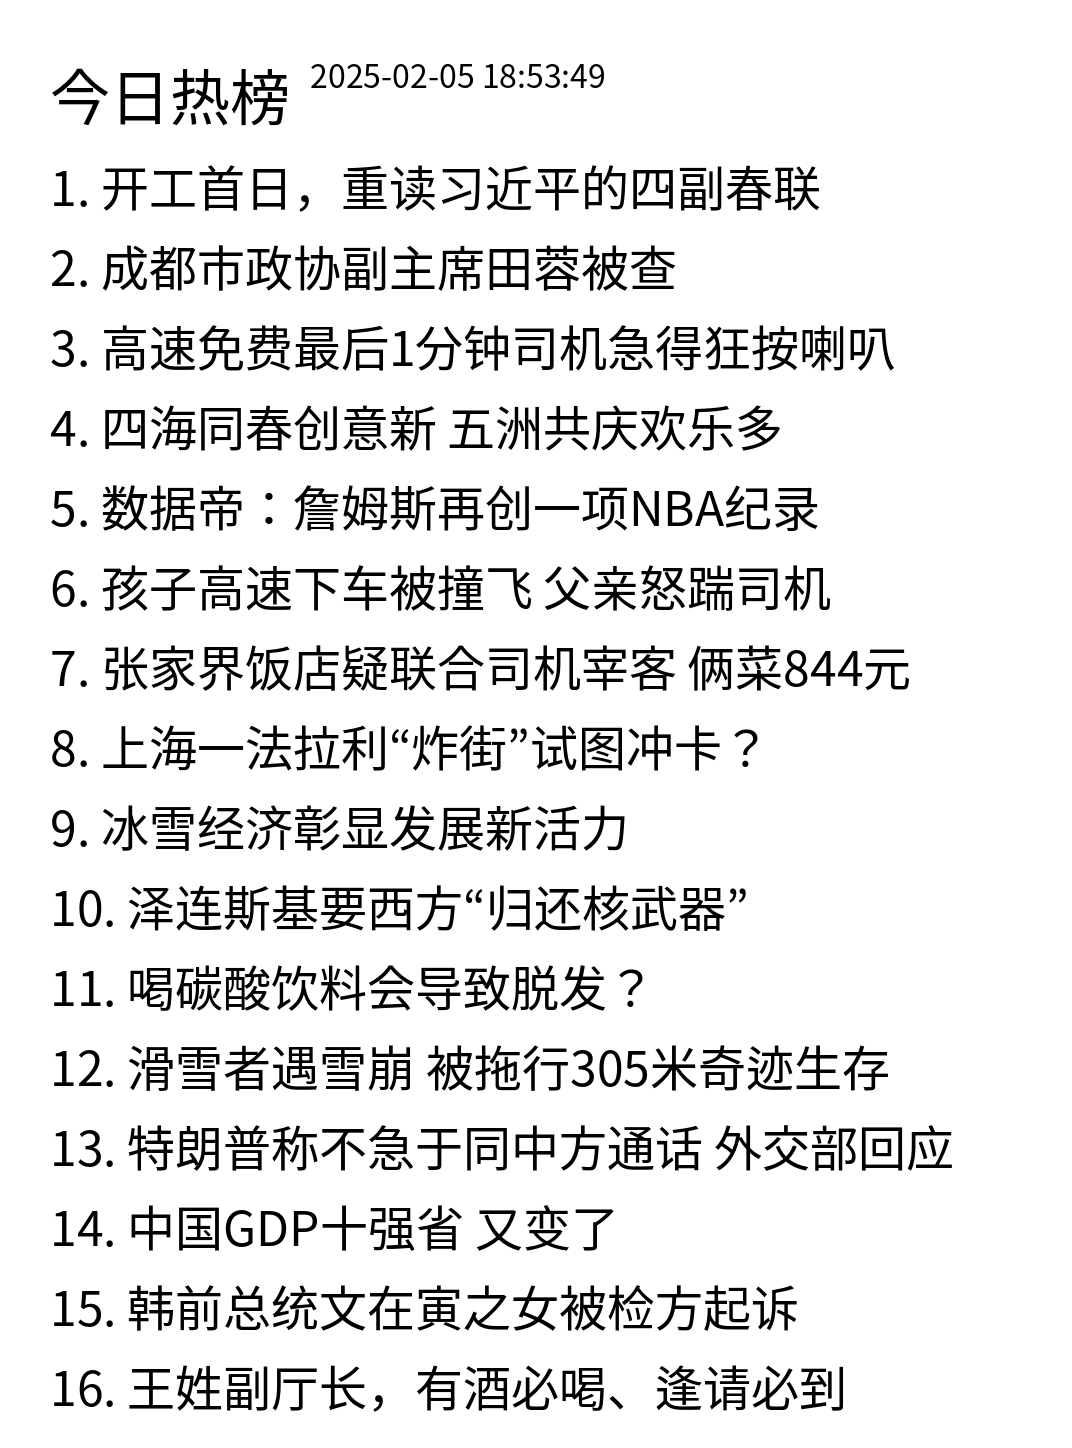 今日热榜 2025-02-05 18:53:49
1. 开工首日，重读习近平的四副春联
2. 成都市政协副主席田蓉被查
3. 高速免费最后1分钟司机急得狂按喇叭
4. 四海同春创意新 五洲共庆欢乐多
5. 数据帝：詹姆斯再创一项NBA纪录
6. 孩子高速下车被撞飞 父亲怒踹司机
7. 张家界饭店疑联合司机宰客 俩菜844元
8. 上海一法拉利“炸街”试图冲卡？
9. 冰雪经济彰显发展新活力
10. 泽连斯基要西方“归还核武器”
11. 喝碳酸饮料会导致脱发？
12. 滑雪者遇雪崩 被拖行305米奇迹生存
13. 特朗普称不急于同中方通话 外交部回应
14. 中国GDP十强省 又变了
15. 韩前总统文在寅之女被检方起诉
16. 王姓副厅长，有酒必喝、逢请必到